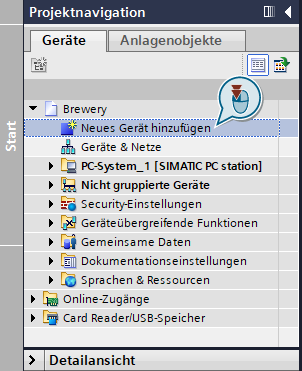 Projektnavigation
Geräte
Anlagenobjekte
Start
Brewery
Neues Gerät hinzufügen
Geräte & Netze
PC-System_1 [SIMATIC PC station]
Nicht gruppierte Geräte
Security-Einstellungen
Geräteübergreifende Funktionen
Gemeinsame Daten
Dokumentationseinstellungen
Sprachen & Ressourcen
Online-Zugänge
Card Reader/USB-Speicher
Detailansicht